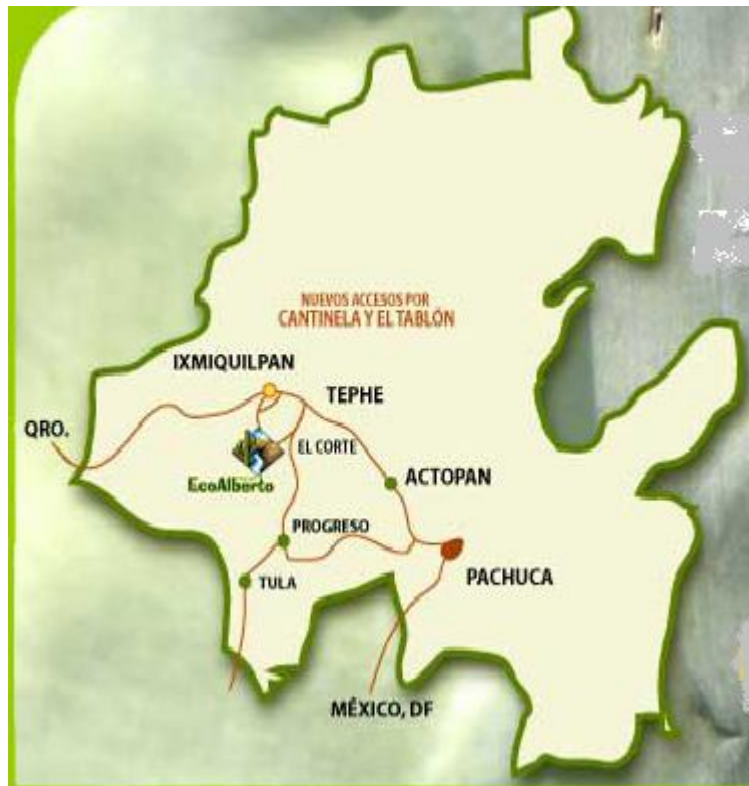 NUEVOS ACCESOS POR
CANTINELA Y EL TABLÓN
IXMIQUILPAN
TEPHE
QRO.
EL CORTE
EcoAlberto
ACTOPAN
PROGRESO
TULA
PACHUCA
MÉXICO, DF